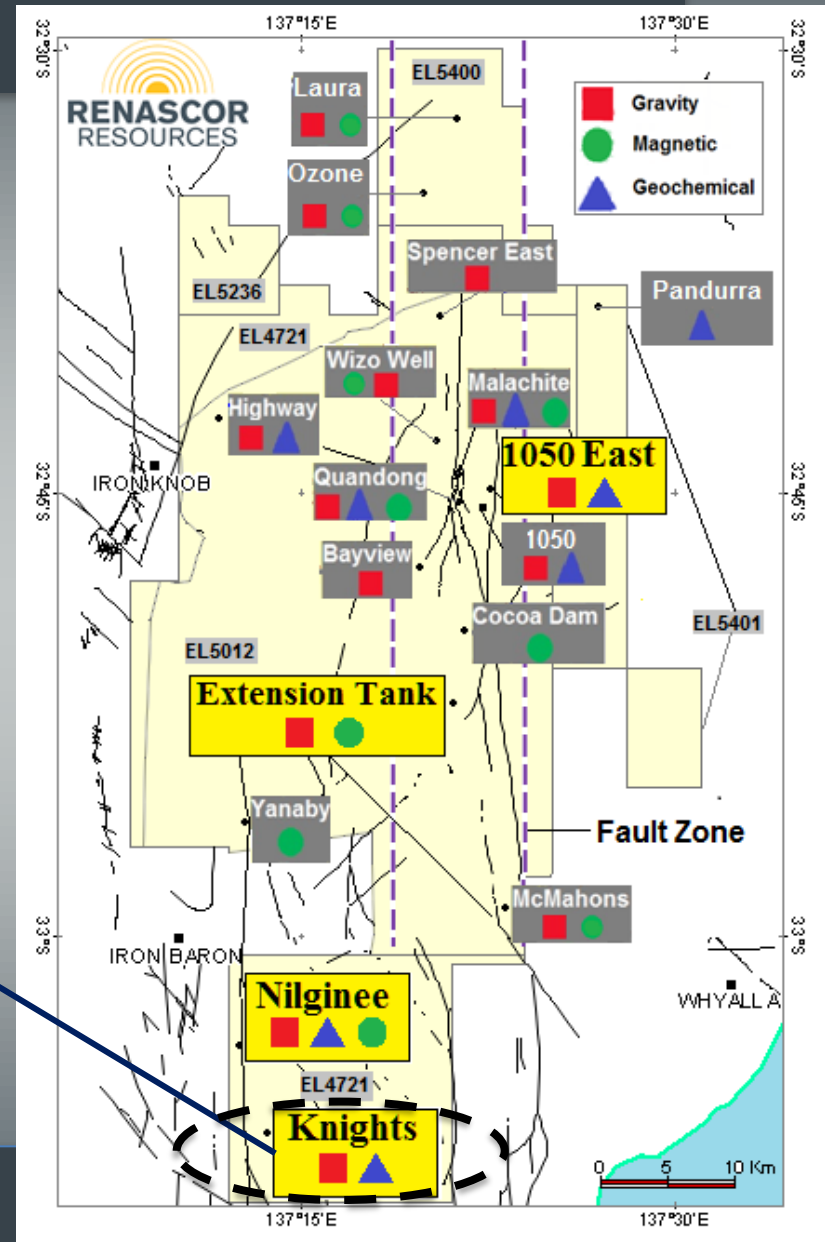 137°15'E
137°30'E
32°30'S
32°30'S
RENASCOR
RESOURCES
Laura
EL5400
Gravity
Magnetic
Geochemical
Ozone
Spencer East
EL5236
Pandurra
EL4721
Wizo Well
Malachite
Highway
1050 East
IRON KNOB
32°45'S
32°45'S
Quandong
1050
Bayview
Cocoa Dam
EL5401
EL5012
Extension Tank
Yanaby
Fault Zone
McMahons
33°S
33°S
IRON BARON
Nilginee
WHYALLA
EL4721
Knights
0 5 10 Km
137°15'E
137°30'E